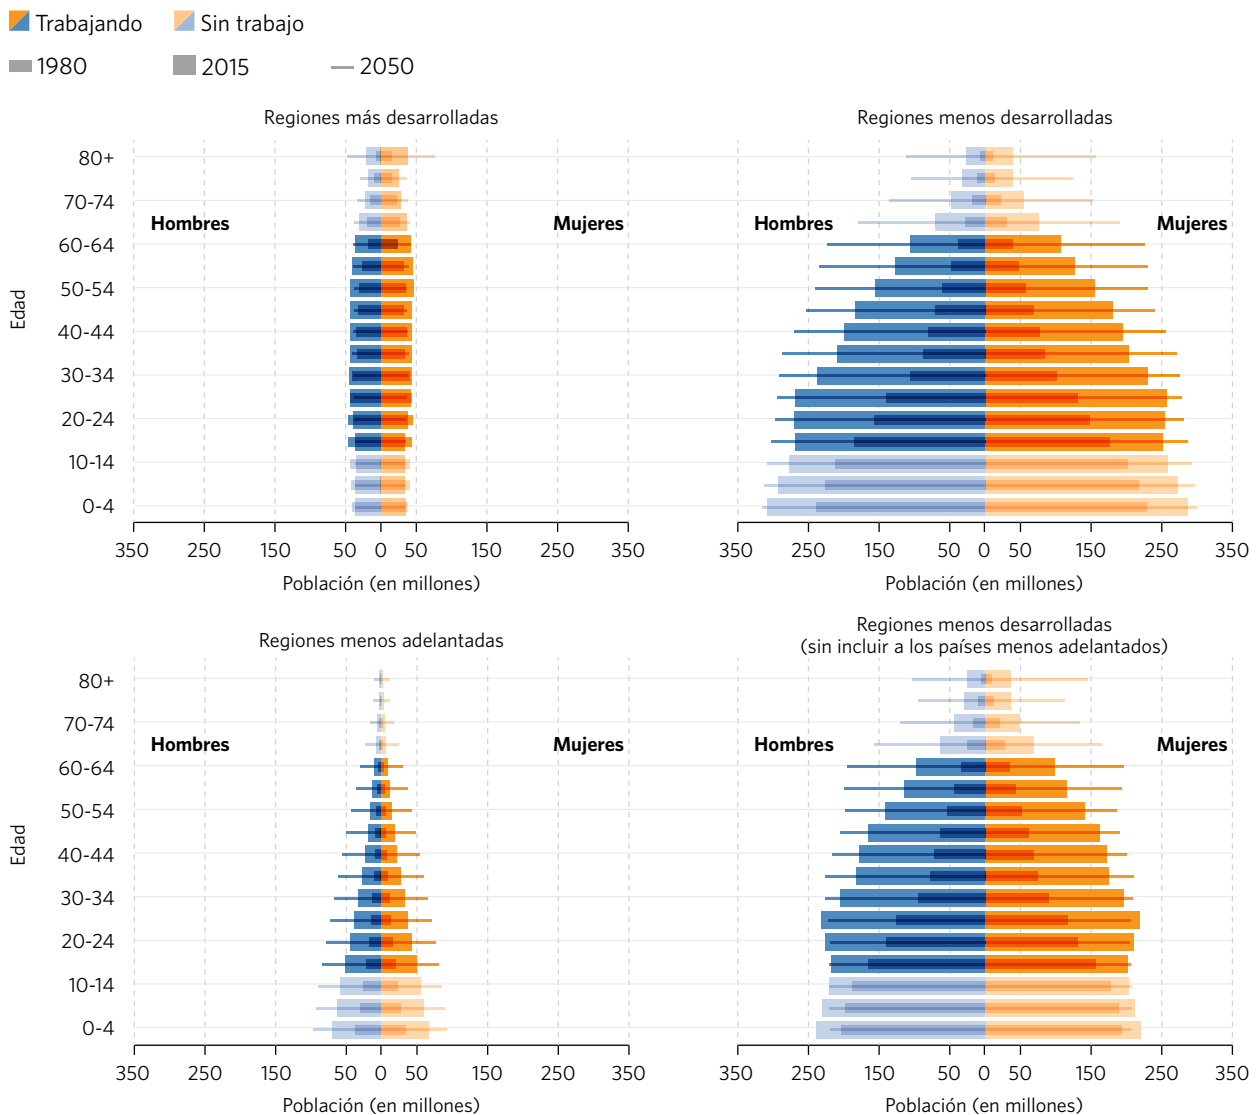 Trabajando Sin trabajo
1980 2015 2050
Regiones más desarrolladas
80+
70-74
Hombres Mujeres
60-64
50-54
40-44
30-34
20-24
10-14
0-4
Edad
350 250 150 50 0 50 150 250 350
Población (en millones)
Regiones menos desarrolladas
Hombres Mujeres
350 250 150 50 0 50 150 250 350
Población (en millones)
Regiones menos adelantadas
80+
70-74
Hombres Mujeres
60-64
50-54
40-44
30-34
20-24
10-14
0-4
Edad
350 250 150 50 0 50 150 250 350
Población (en millones)
Regiones menos desarrolladas
(sin incluir a los países menos adelantados)
Hombres Mujeres
350 250 150 50 0 50 150 250 350
Población (en millones)